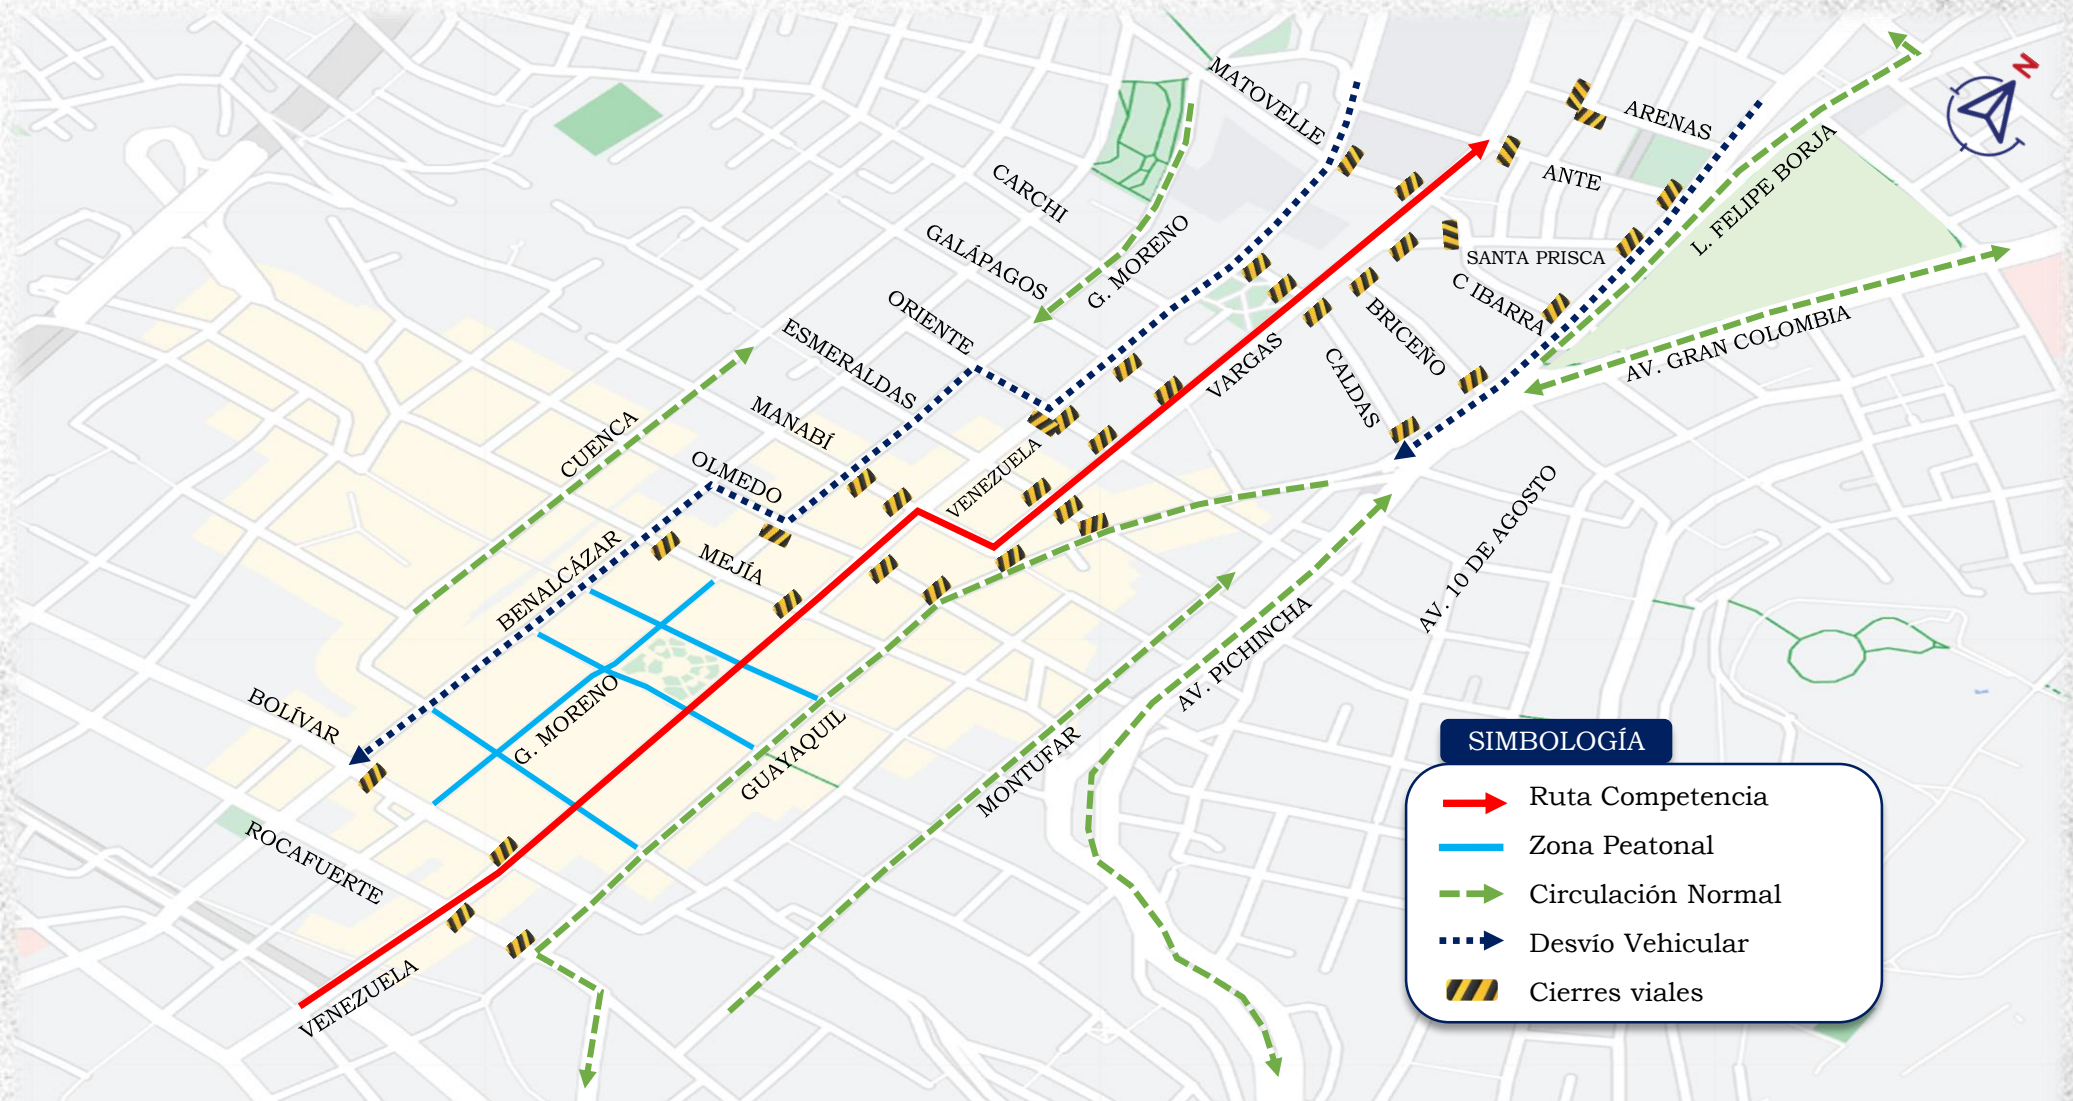 N
MATOVELLE
ARENAS
ANTE
L. FELIPE BORJA
CARCHI
GALÁPAGOS
G. MORENO
SANTA PRISCA
C IBARRA
ORIENTE
BRICEÑO
AV. GRAN COLOMBIA
ESMERALDAS
VARGAS
CALDAS
MANABÍ
CUENCA
OLMEDO
VENEZUELA
AV. 10 DE AGOSTO
BENALCÁZAR
MEJÍA
AV. PICHINCHA
BOLÍVAR
G. MORENO
GUAYAQUIL
MONTUFAR
ROCAFUERTE
VENEZUELA
SIMBOLOGÍA
Ruta Competencia
Zona Peatonal
Circulación Normal
Desvío Vehicular
Cierres viales